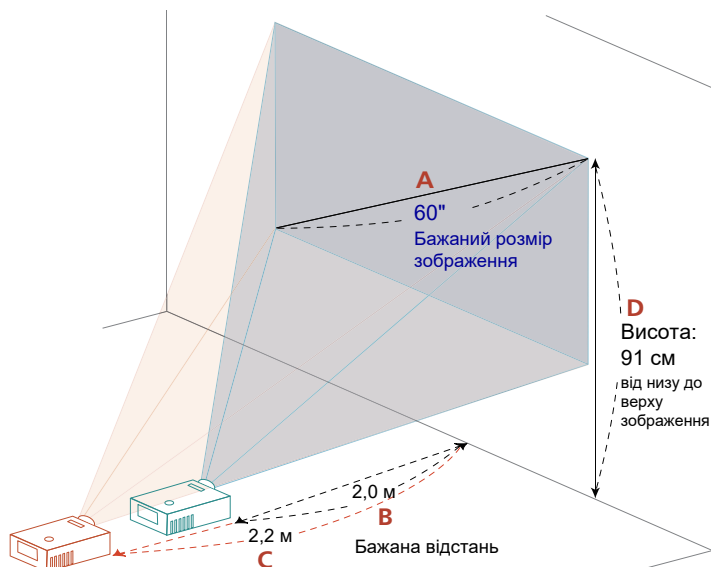 A
60"
Бажаний розмір
зображення
D
Висота:
91 см
від низу до
верху
зображення
2,0 м
B
2,2 м
Бажана відстань
C